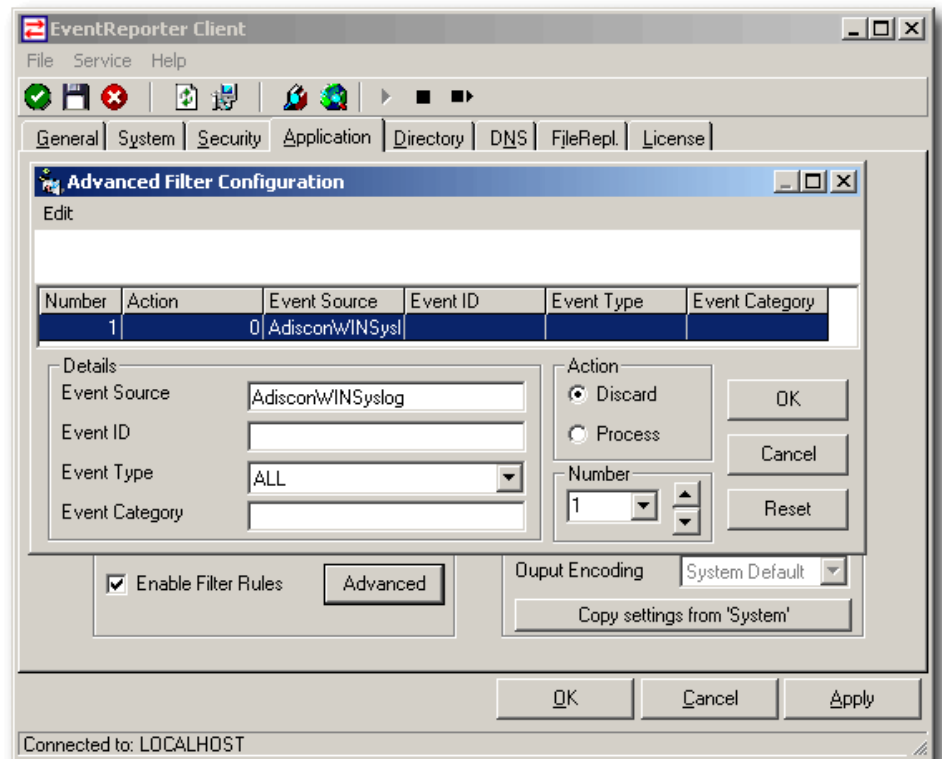 EventReporter Client
File Service Help
General System Security Application Directory DNS FileRepl. License
Advanced Filter Configuration
Edit
Number Action Event Source Event ID Event Type Event Category
1 0 AdisconWINSysl
Details
Event Source AdisconWINSyslog
Event ID
Event Type ALL
Event Category
Action
Discard
Process
Number
1
OK
Cancel
Reset
Enable Filter Rules Advanced
Ouput Encoding System Default
Copy settings from 'System'
OK Cancel Apply
Connected to: LOCALHOST